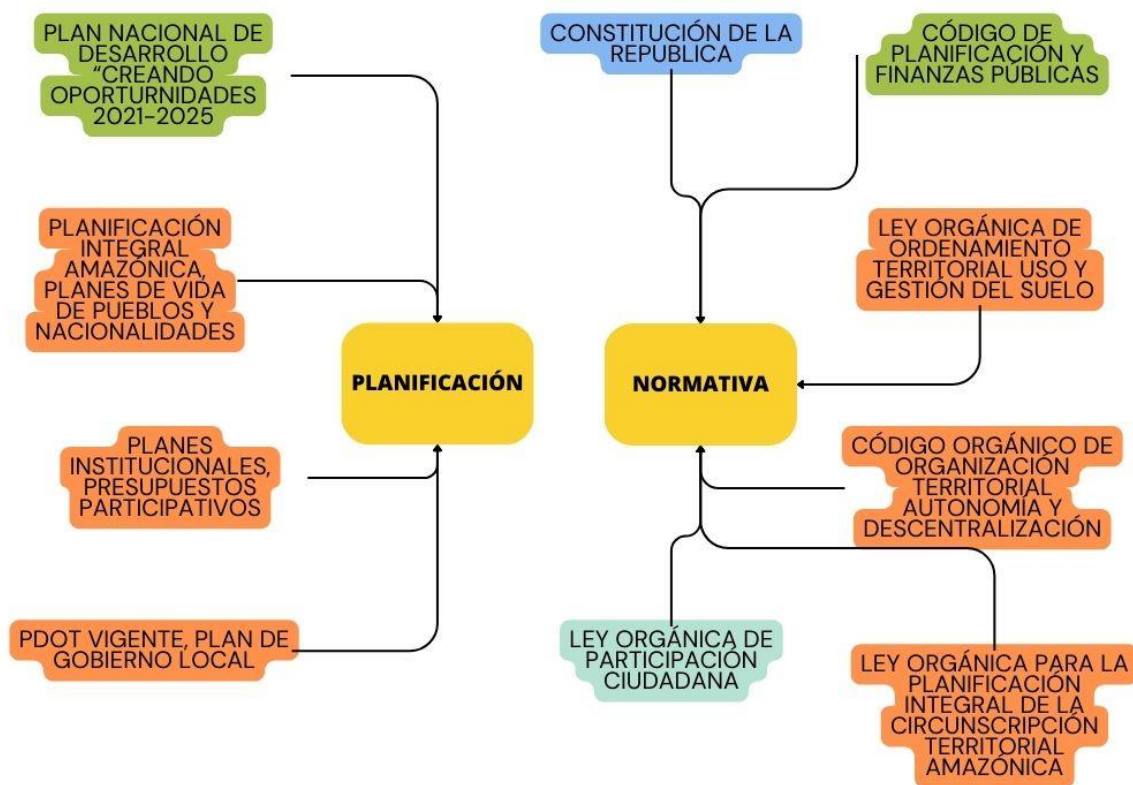 PLAN NACIONAL DE
DESARROLLO
“CREANDO
OPORTURNIDADES
2021-2025
PLANIFICACIÓN
INTEGRAL
AMAZÓNICA,
PLANES DE VIDA
DE PUEBLOS Y
NACIONALIDADES
PLANES
INSTITUCIONALES,
PRESUPUESTOS
PARTICIPATIVOS
PDOT VIGENTE, PLAN DE
GOBIERNO LOCAL
PLANIFICACIÓN
CONSTITUCIÓN DE LA
REPUBLICA
CÓDIGO DE
PLANIFICACIÓN Y
FINANZAS PÚBLICAS
LEY ORGÁNICA DE
ORDENAMIENTO
TERRITORIAL USO Y
GESTIÓN DEL SUELO
NORMATIVA
CÓDIGO ORGÁNICO DE
ORGANIZACIÓN
TERRITORIAL
AUTONOMÍA Y
DESCENTRALIZACIÓN
LEY ORGÁNICA DE
PARTICIPACIÓN
CIUDADANA
LEY ORGÁNICA PARA LA
PLANIFICACIÓN
INTEGRAL DE LA
CIRCUNSCRIPCIÓN
TERRITORIAL
AMAZÓNICA